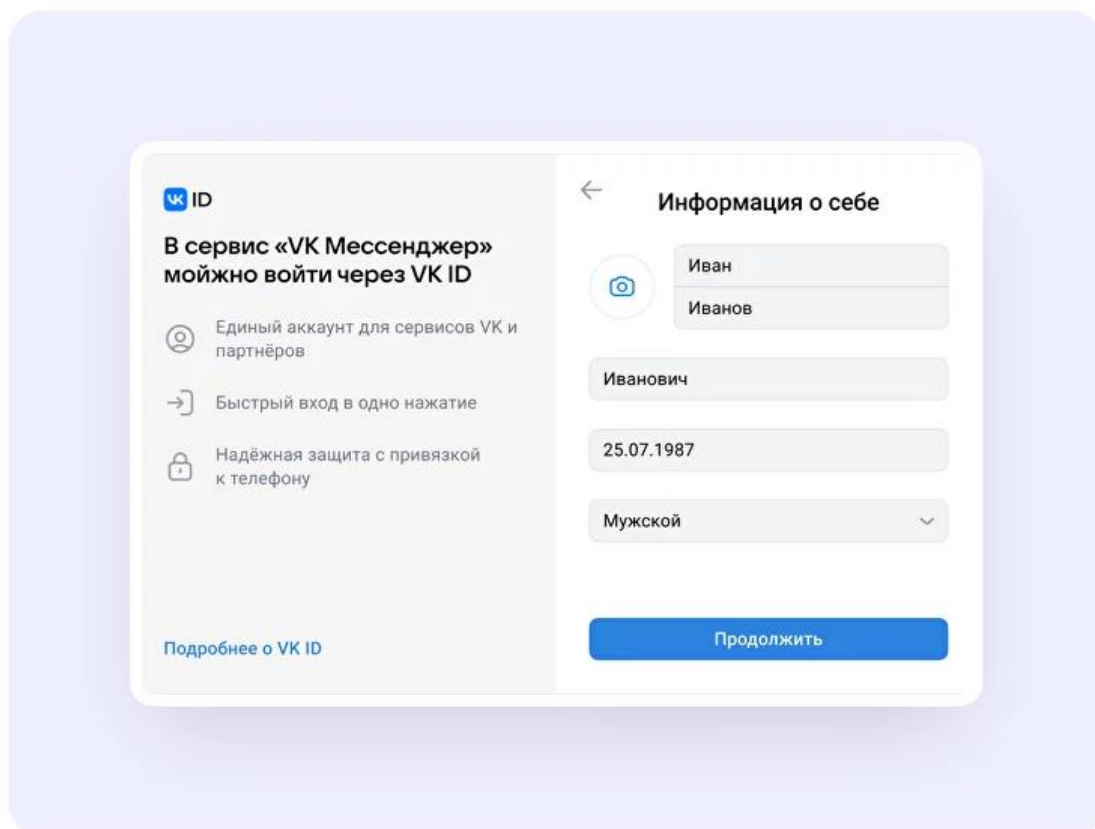 VK ID
В сервис «VK Мессенджер»
мойжно войти через VK ID
Единый аккаунт для сервисов VK и
партнёров
Быстрый вход в одно нажатие
Надёжная защита с привязкой
к телефону
Подробнее о VK ID
Информация о себе
Иван
Иванов
Иванович
25.07.1987
Мужской
Продолжить